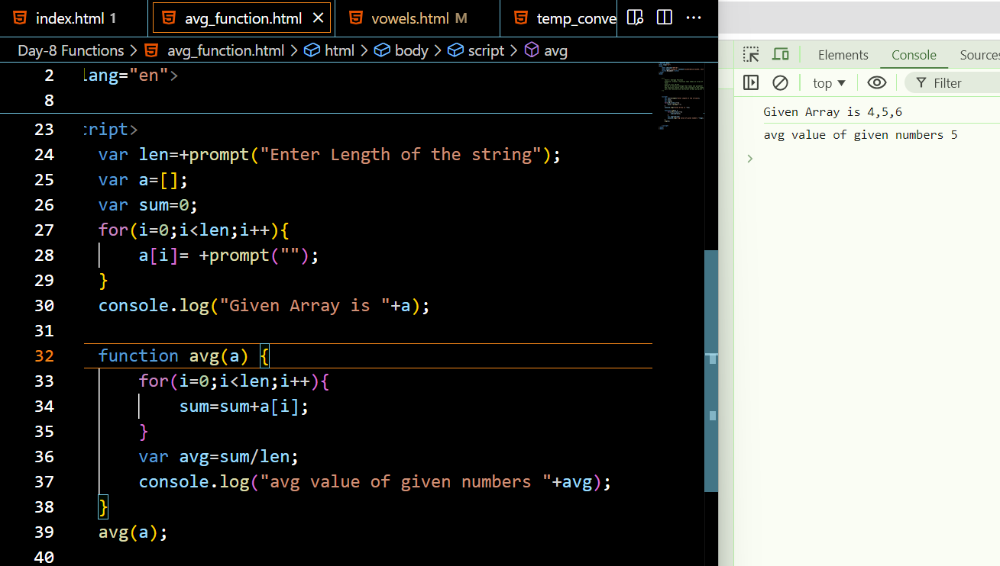 index.html 1 avg_function.html vowels.html M temp_conve
Day-8 Functions > avg_function.html > html > body > script > avg
2 lang="en">
8
23 cript>
24 var len=+prompt("Enter Length of the string");
25 var a=[];
26 var sum=0;
27 for(i=0;i<len;i++){
28 a[i]= +prompt("");
29 }
30 console.log("Given Array is "+a);
31
32 function avg(a) {
33 for(i=0;i<len;i++){
34 sum=sum+a[i];
35 }
36 var avg=sum/len;
37 console.log("avg value of given numbers "+avg);
38 }
39 avg(a);
40
Elements Console Sources
top Filter
Given Array is 4,5,6
avg value of given numbers 5
>